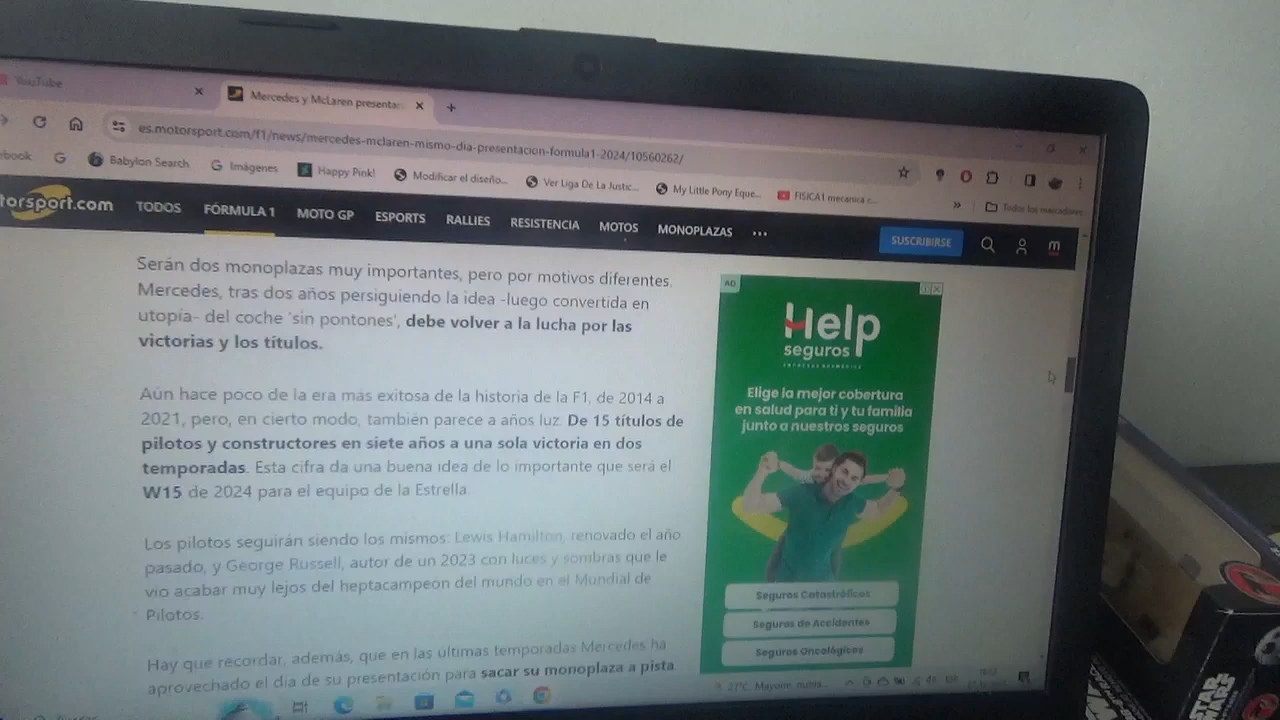 YouTube
Mercedes y McLaren presentar
es.motorsport.com/f1/news/mercedes-mclaren-mismo-dia-presentacion-formula1-2024/10560262/
ebook
G
Babylon Search
Imágenes
Happy Pink!
Modificar el diseño...
Ver Liga De La Justic...
My Little Pony Eque...
FISICA1 mecanica c...
»
Todos los marcadores
torsport.com
TODOS
FÓRMULA 1
MOTO GP
ESPORTS
RALLIES
RESISTENCIA
MOTOS
MONOPLAZAS
...
SUSCRIBIRSE
m
Serán dos monoplazas muy importantes, pero por motivos diferentes.
Mercedes, tras dos años persiguiendo la idea -luego convertida en
utopía- del coche 'sin pontones', debe volver a la lucha por las
victorias y los títulos.
Aún hace poco de la era más exitosa de la historia de la F1, de 2014 a
2021, pero, en cierto modo, también parece a años luz. De 15 títulos de
pilotos y constructores en siete años a una sola victoria en dos
temporadas. Esta cifra da una buena idea de lo importante que será el
W15 de 2024 para el equipo de la Estrella.
Los pilotos seguirán siendo los mismos: Lewis Hamilton, renovado el año
pasado, y George Russell, autor de un 2023 con luces y sombras que le
vio acabar muy lejos del heptacampeón del mundo en el Mundial de
Pilotos.
Hay que recordar, además, que en las últimas temporadas Mercedes ha
aprovechado el día de su presentación para sacar su monoplaza a pista
AD
Help
seguros
Elige la mejor cobertura
en salud para ti y tu familia
junto a nuestros seguros
Seguros Catastróficos
Seguros de Accidentes
Seguros Oncológicos
27°C Mayorm. nubla...
ESP
STAR
WARS